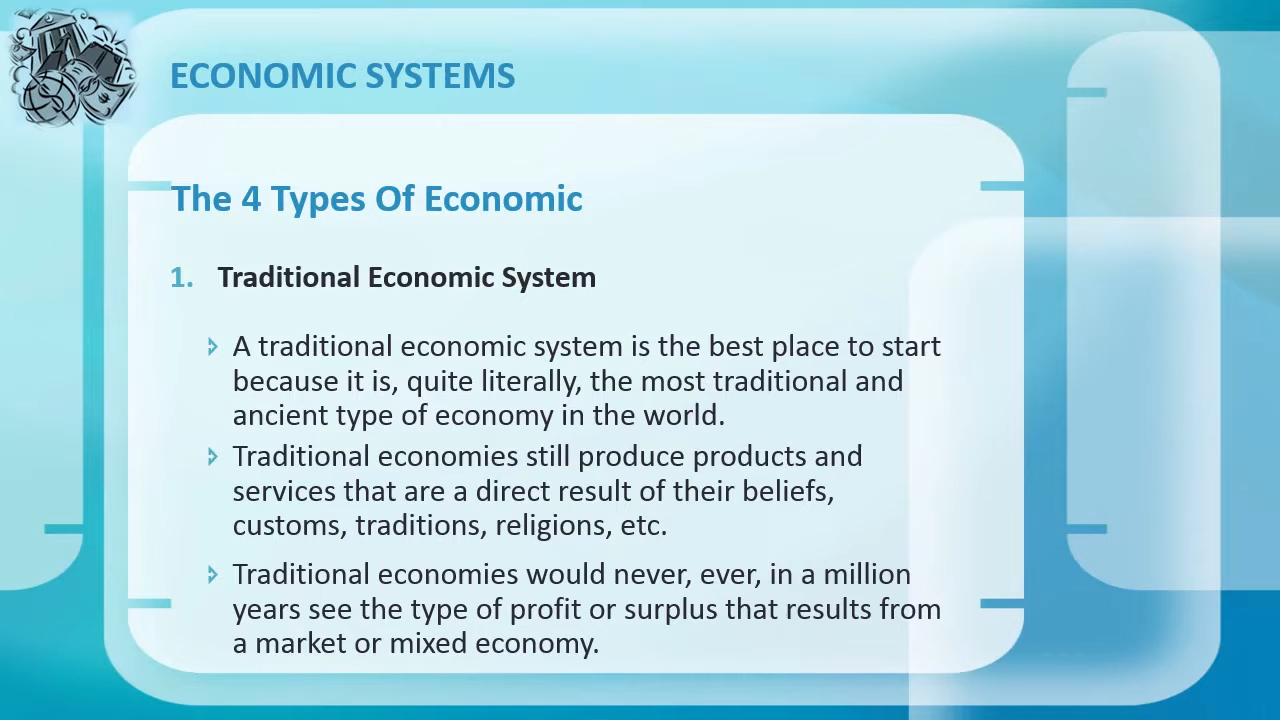 ECONOMIC SYSTEMS
The 4 Types Of Economic
1. Traditional Economic System
A traditional economic system is the best place to start
because it is, quite literally, the most traditional and
ancient type of economy in the world.
Traditional economies still produce products and
services that are a direct result of their beliefs,
customs, traditions, religions, etc.
Traditional economies would never, ever, in a million
years see the type of profit or surplus that results from
a market or mixed economy.